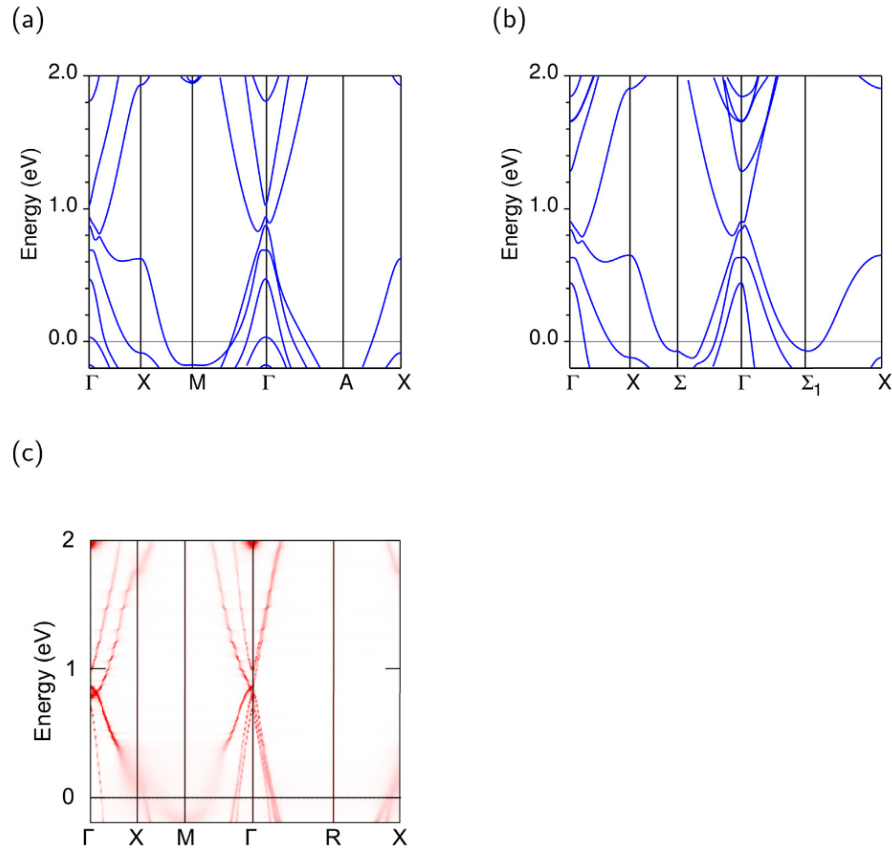 (a)
(b)
2.0
1.0
0.0
Energy (eV)
Γ X M Γ A X
2.0
1.0
0.0
Energy (eV)
Γ X Σ Γ Σ₁ X
(c)
2
1
0
Energy (eV)
Γ X M Γ R X